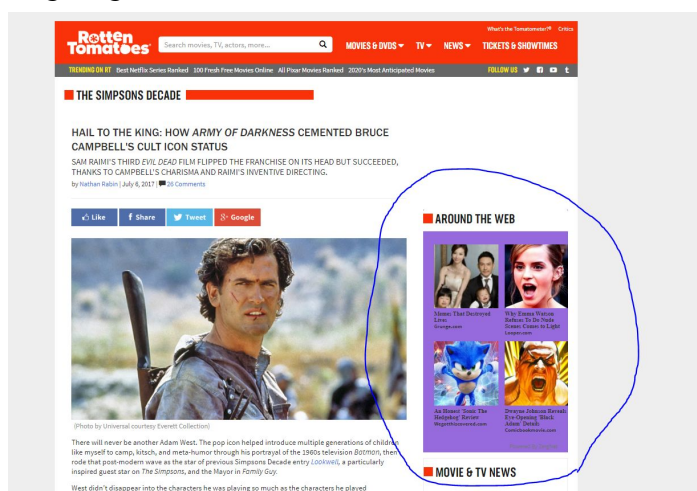 What's the Tomatometer?® Critics
Rotten
Tomatoes
Search movies, TV, actors, more...
MOVIES & DVDS
TV
NEWS
TICKETS & SHOWTIMES
TRENDING ON RT Best Netflix Series Ranked 100 Fresh Free Movies Online All Pixar Movies Ranked 2020's Most Anticipated Movies FOLLOW US
THE SIMPSONS DECADE
HAIL TO THE KING: HOW ARMY OF DARKNESS CEMENTED BRUCE
CAMPBELL'S CULT ICON STATUS
SAM RAIMI'S THIRD EVIL DEAD FILM FLIPPED THE FRANCHISE ON ITS HEAD BUT SUCCEEDED,
THANKS TO CAMPBELL'S CHARISMA AND RAIMI'S INVENTIVE DIRECTING.
by Nathan Rabin | July 6, 2017 | 26 Comments
Like
Share
Tweet
Google
(Photo by Universal courtesy Everett Collection)
There will never be another Adam West. The pop icon helped introduce multiple generations of children
like myself to camp, kitsch, and meta-humor through his portrayal of the 1960s television Batman, then
rode that post-modern wave as the star of previous Simpsons Decade entry Lookwell, a particularly
inspired guest star on The Simpsons, and the Mayor in Family Guy.
West didn't disappear into the characters he was playing so much as the characters he played
AROUND THE WEB
Memes That Destroyed
Lives
Grunge.com
Why Emma Watson
Refuses To Do Nude
Scenes Comes to Light
Looper.com
An Honest 'Sonic The
Hedgehog' Review
Wegotthiscovered.com
Dwayne Johnson Reveals
Eye-Opening 'Black
Adam' Details
Comicbookmovie.com
MOVIE & TV NEWS